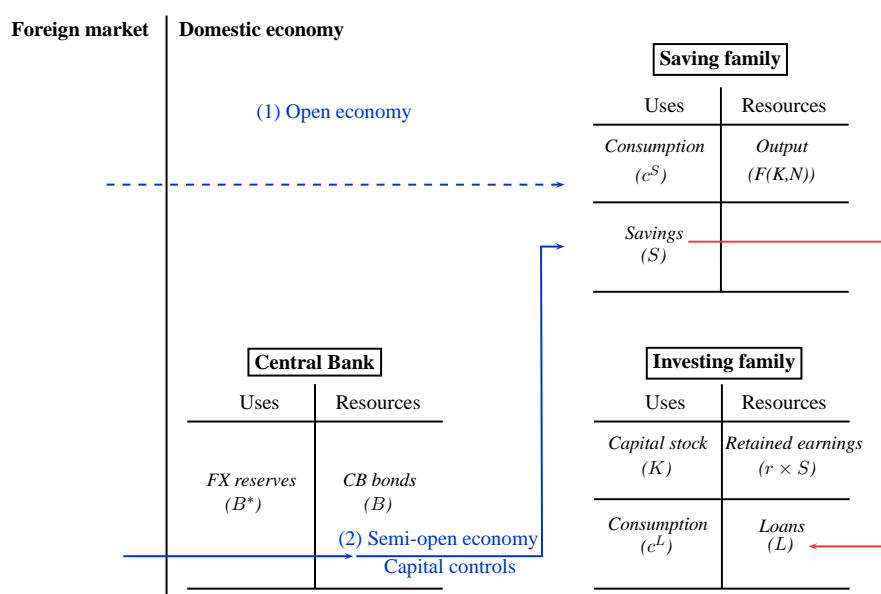 Foreign market
Domestic economy
Saving family
Uses
Resources
(1) Open economy
Consumption
(c^S)
Output
(F(K,N))
Savings
(S)
Central Bank
Uses
Resources
FX reserves
(B*)
CB bonds
(B)
(2) Semi-open economy
Capital controls
Investing family
Uses
Resources
Capital stock
(K)
Retained earnings
(r × S)
Consumption
(c^L)
Loans
(L)